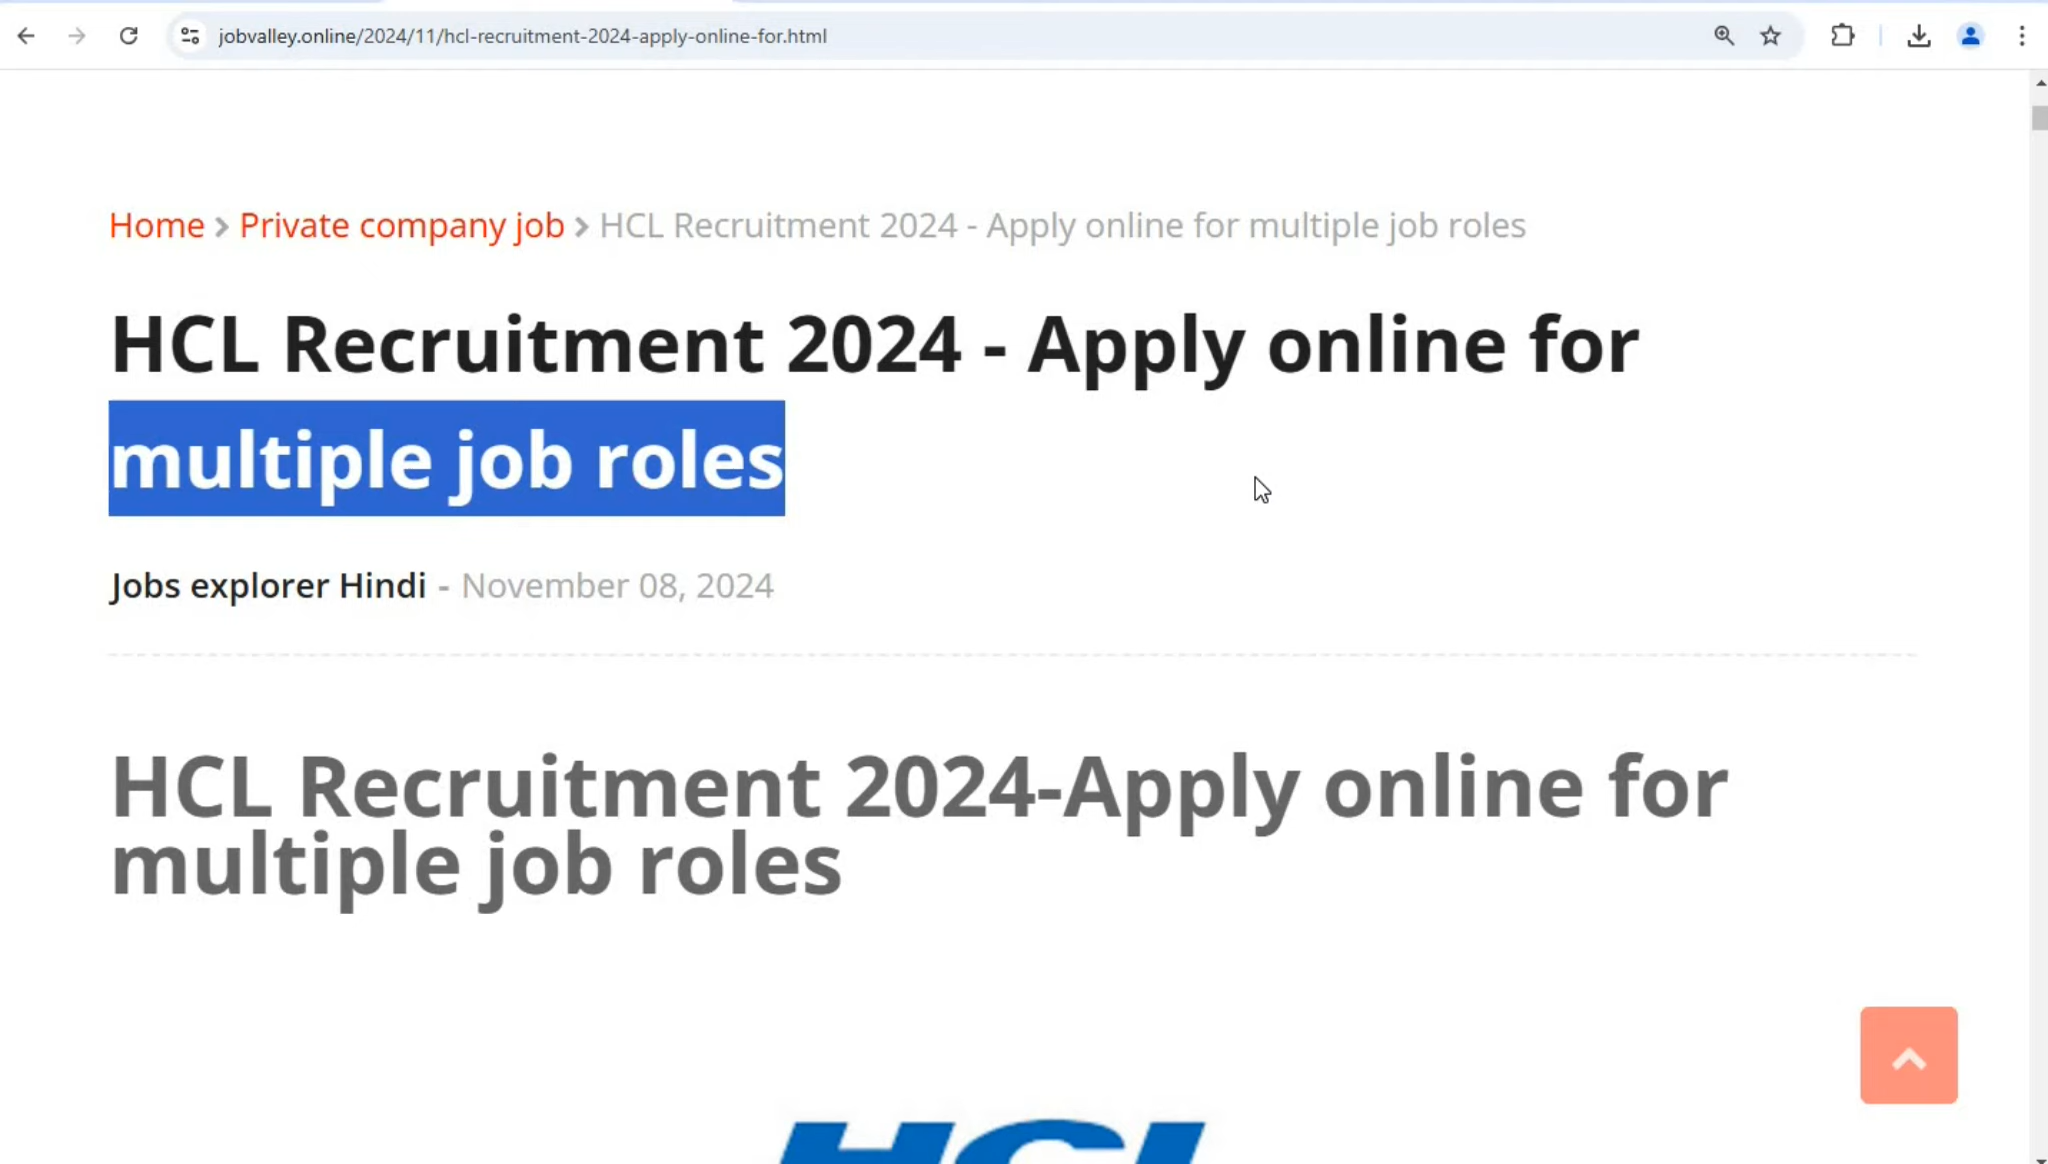 jobvalley.online/2024/11/hcl-recruitment-2024-apply-online-for.html
Home > Private company job > HCL Recruitment 2024 - Apply online for multiple job roles
HCL Recruitment 2024 - Apply online for
multiple job roles
Jobs explorer Hindi - November 08, 2024
HCL Recruitment 2024-Apply online for
multiple job roles
HCL